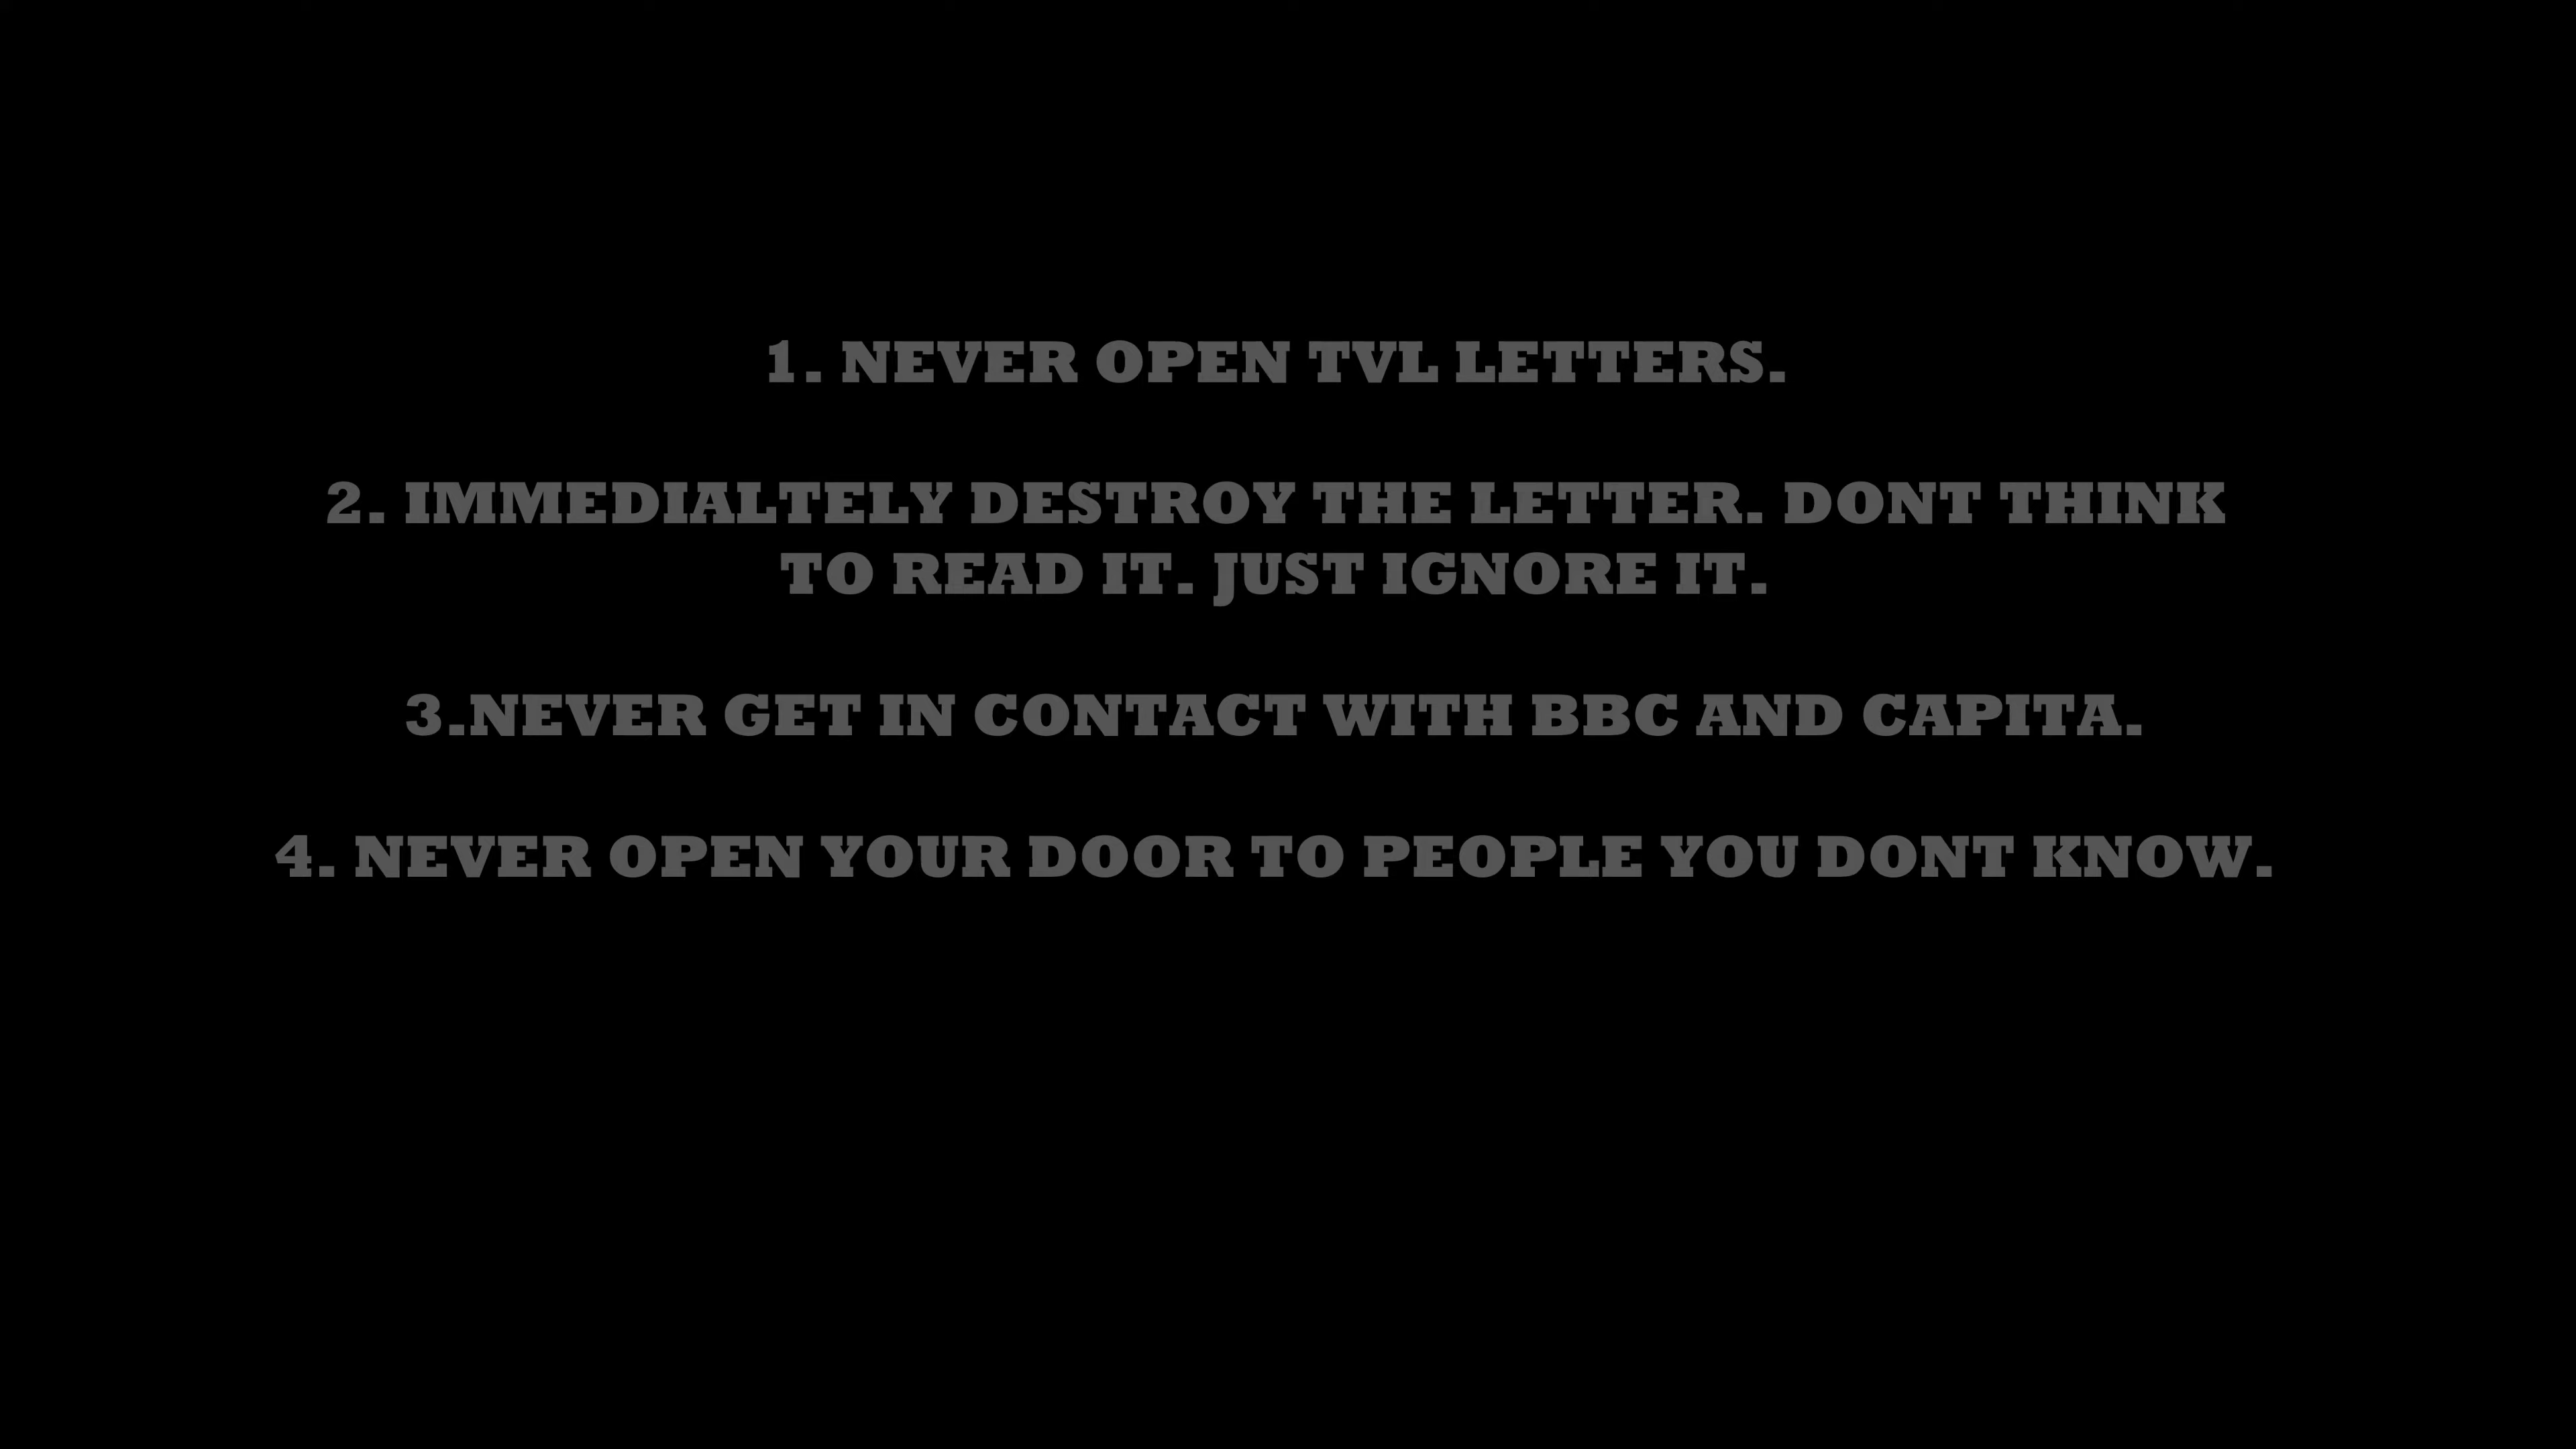 1. NEVER OPEN TVL LETTERS.
2. IMMEDIALTELY DESTROY THE LETTER. DONT THINK
TO READ IT. JUST IGNORE IT.
3.NEVER GET IN CONTACT WITH BBC AND CAPITA.
4. NEVER OPEN YOUR DOOR TO PEOPLE YOU DONT KNOW.